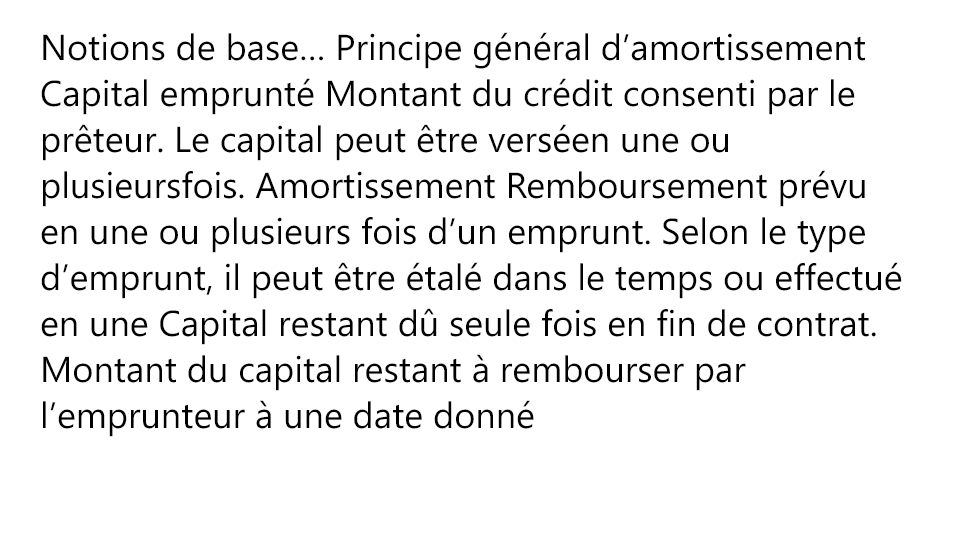 Notions de base... Principe général d’amortissement
Capital emprunté Montant du crédit consenti par le
prêteur. Le capital peut être verséen une ou
plusieursfois. Amortissement Remboursement prévu
en une ou plusieurs fois d’un emprunt. Selon le type
d’emprunt, il peut être étalé dans le temps ou effectué
en une Capital restant dû seule fois en fin de contrat.
Montant du capital restant à rembourser par
l’emprunteur à une date donné